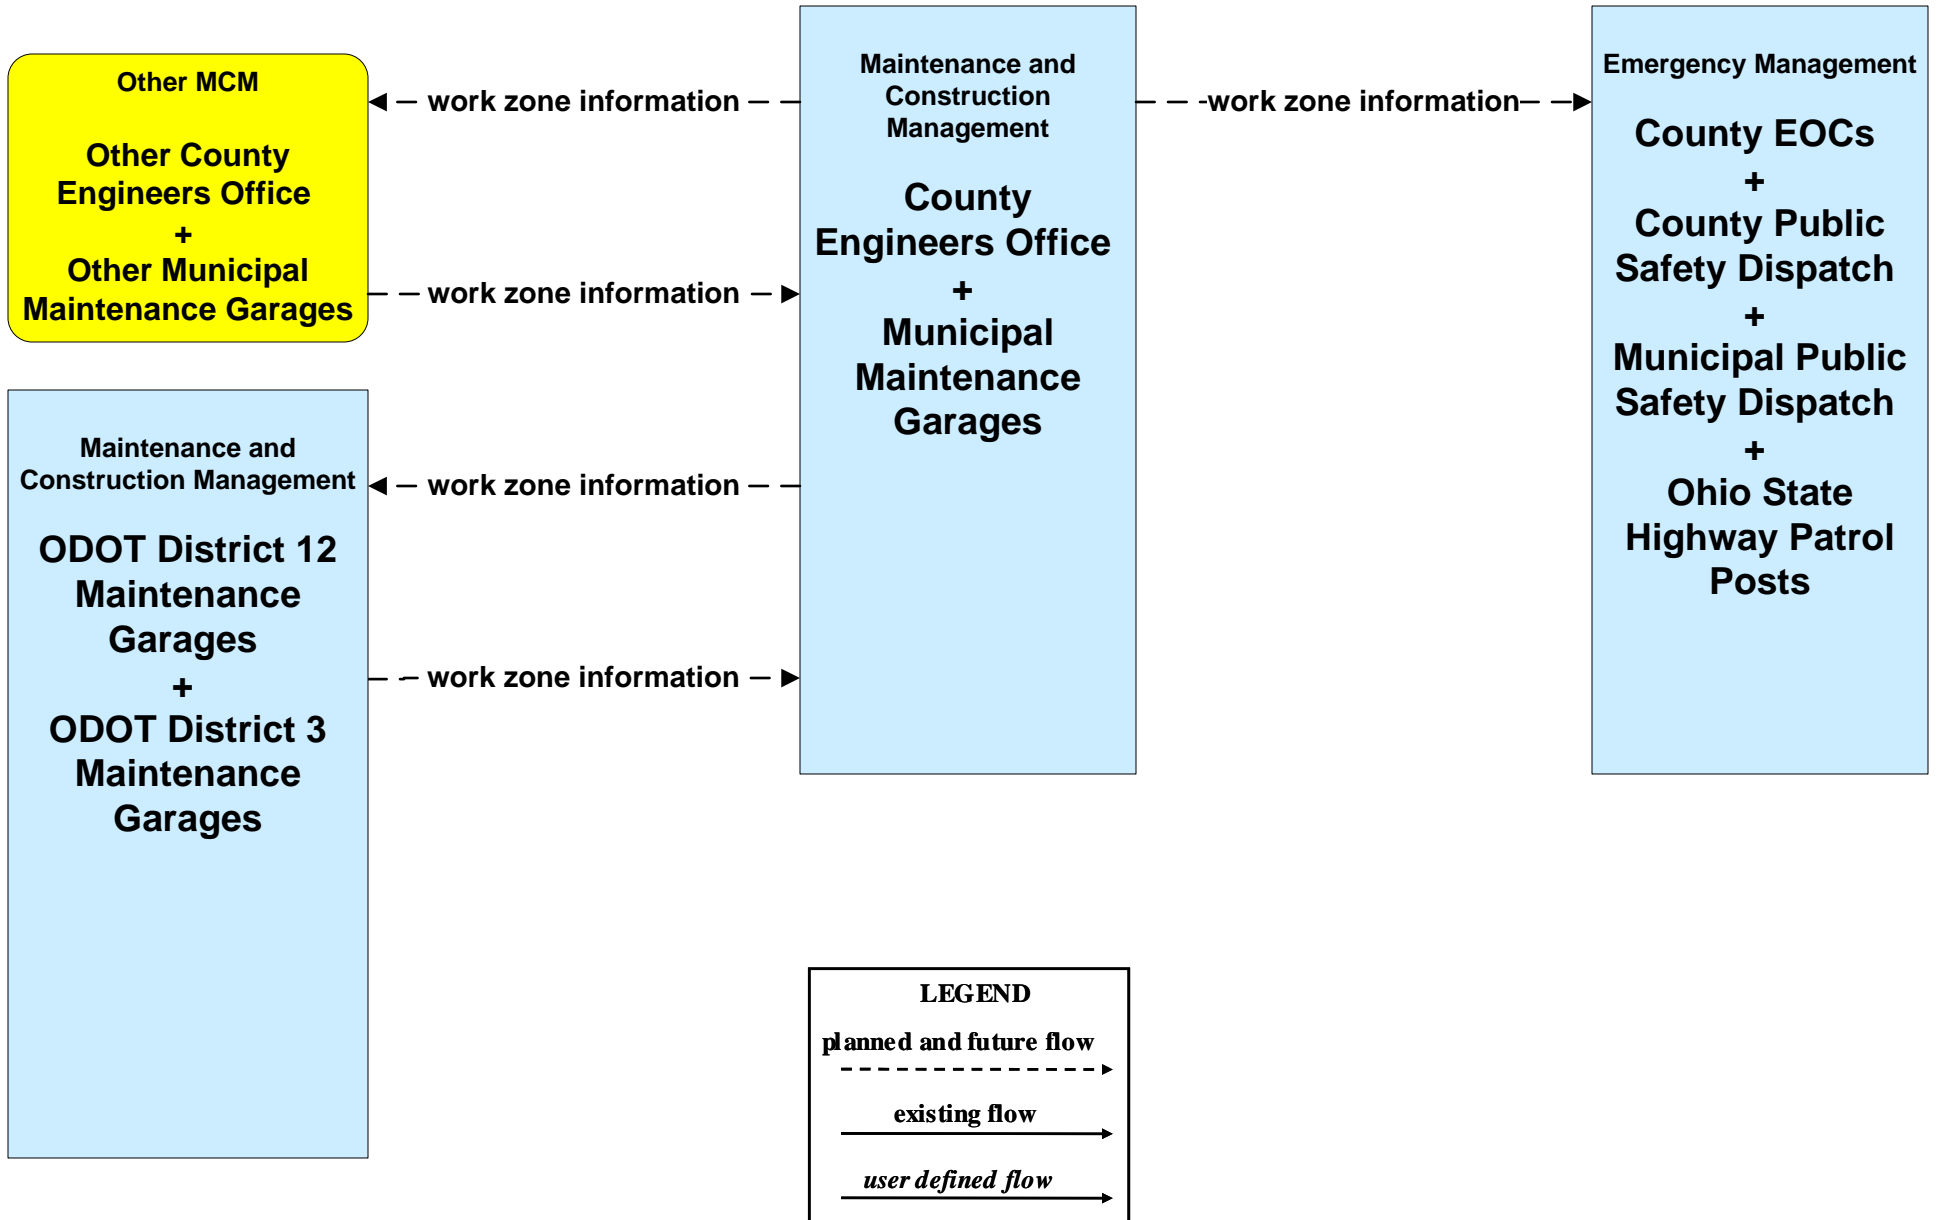 Other MCM
Other County
Engineers Office
+
Other Municipal
Maintenance Garages
work zone information
work zone information
Maintenance and
Construction Management
ODOT District 12
Maintenance
Garages
+
ODOT District 3
Maintenance
Garages
work zone information
work zone information
Maintenance and
Construction
Management
County
Engineers Office
+
Municipal
Maintenance
Garages
work zone information
Emergency Management
County EOCs
+
County Public
Safety Dispatch
+
Municipal Public
Safety Dispatch
+
Ohio State
Highway Patrol
Posts
LEGEND
planned and future flow
existing flow
user defined flow